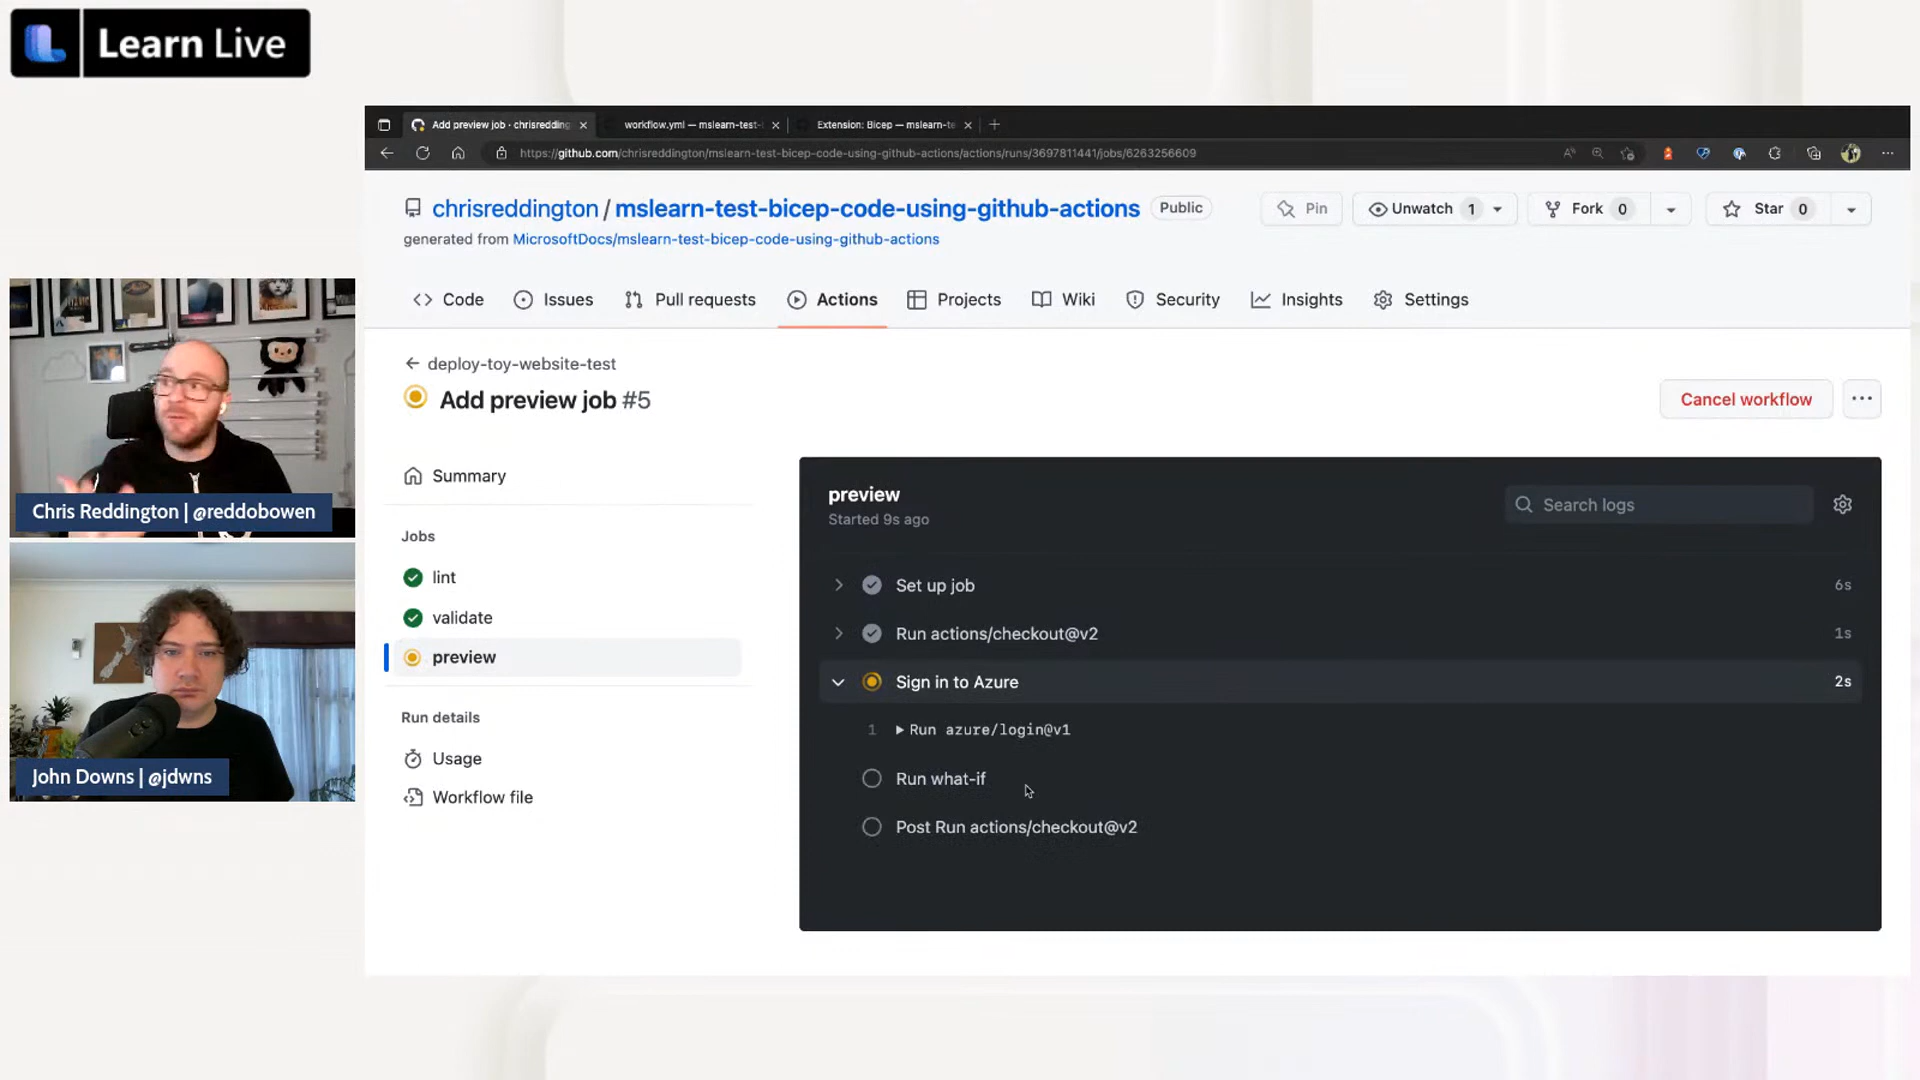 Learn Live
Add preview job · chrisredding
workflow.yml — mslearn-test-
Extension: Bicep — mslearn-te
https://github.com/chrisreddington/mslearn-test-bicep-code-using-github-actions/actions/runs/3697811441/jobs/6263256609
chrisreddington / mslearn-test-bicep-code-using-github-actions Public
Pin
Unwatch 1
Fork 0
Star 0
generated from MicrosoftDocs/mslearn-test-bicep-code-using-github-actions
Code
Issues
Pull requests
Actions
Projects
Wiki
Security
Insights
Settings
deploy-toy-website-test
Add preview job #5
Cancel workflow
Summary
Jobs
lint
validate
preview
Run details
Usage
Workflow file
preview
Started 9s ago
Search logs
Set up job 6s
Run actions/checkout@v2 1s
Sign in to Azure 2s
1 Run azure/login@v1
Run what-if
Post Run actions/checkout@v2
Chris Reddington | @reddobowen
John Downs | @jdwns